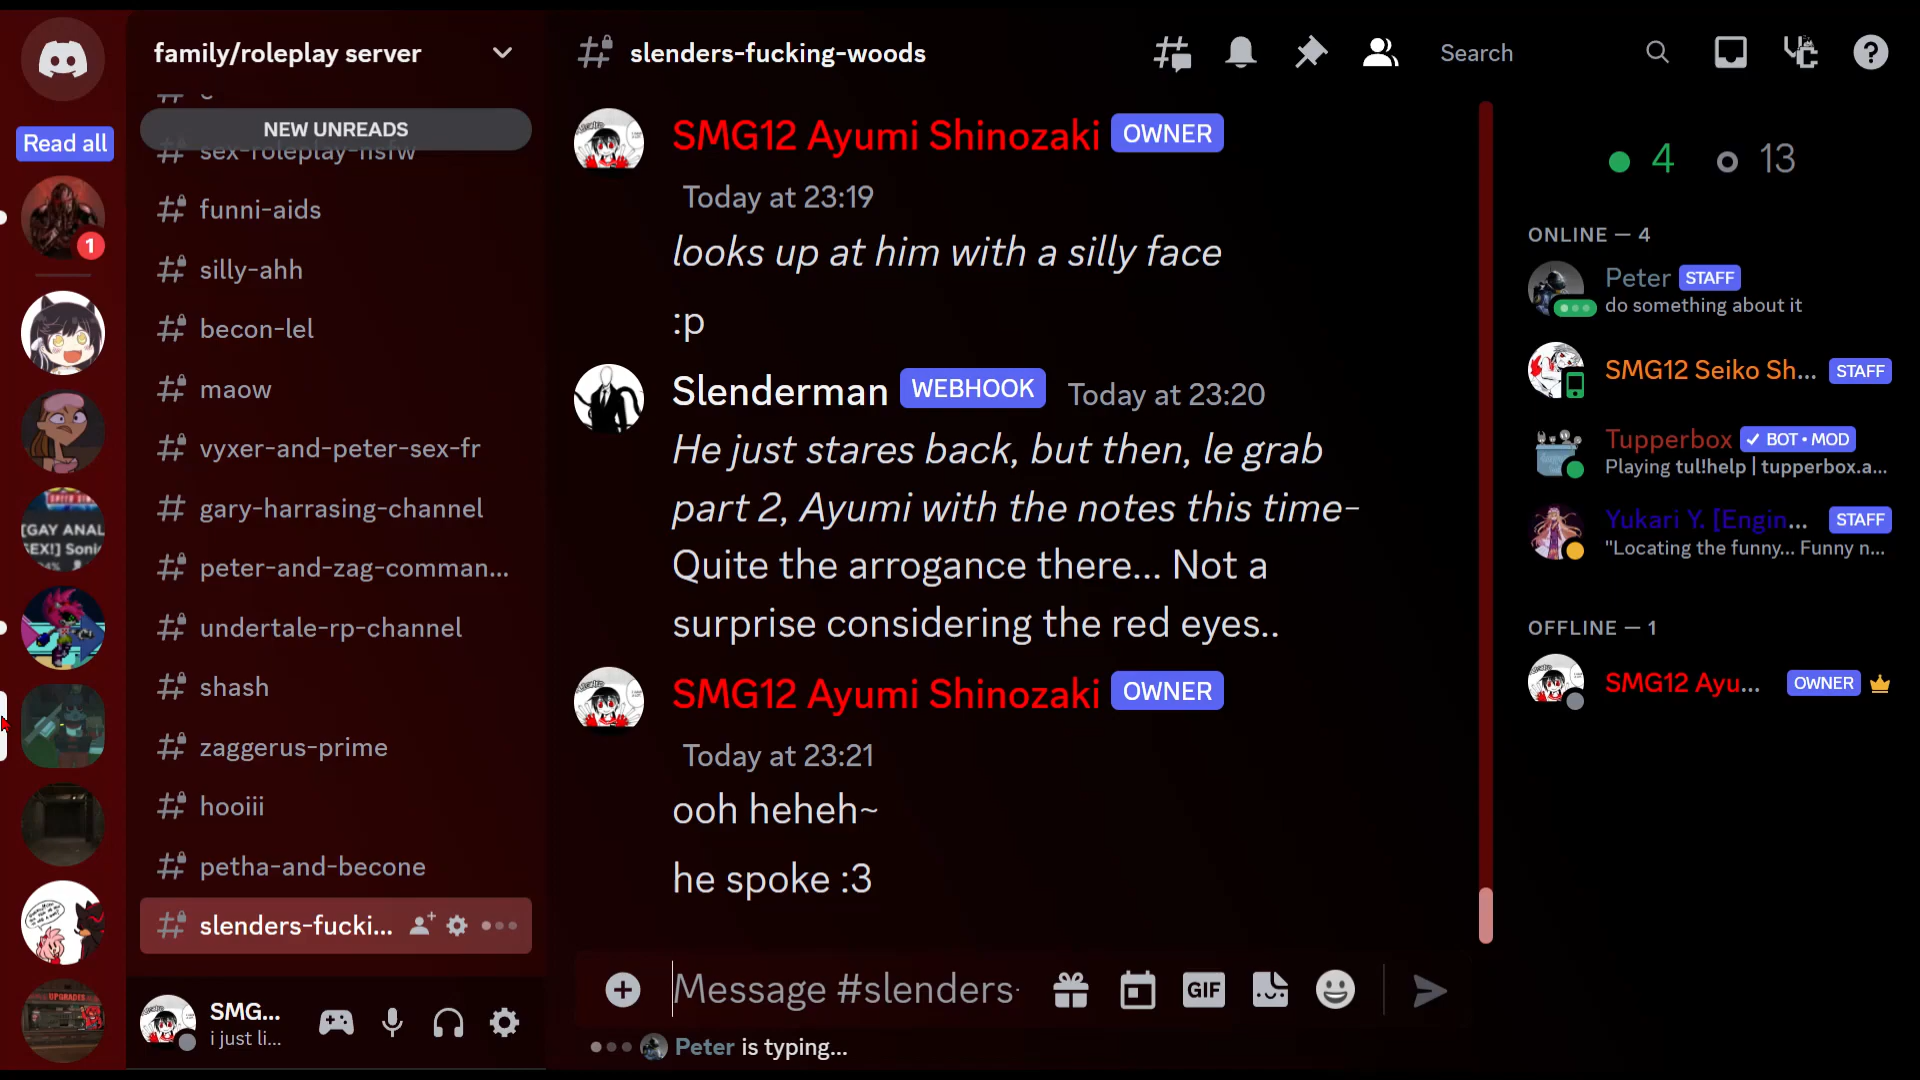 family/roleplay server
slenders-fucking-woods
Search
NEW UNREADS
Read all
sex-roleplay-nsfw
funni-aids
silly-ahh
becon-lel
maow
vyxer-and-peter-sex-fr
gary-harrasing-channel
peter-and-zag-comman...
undertale-rp-channel
shash
zaggerus-prime
hooiii
petha-and-becone
slenders-fucki...
1
[GAY ANAL
SEX!] Soni
UPGRADES
SMG...
i just li...
SMG12 Ayumi Shinozaki OWNER
Today at 23:19
looks up at him with a silly face
:p
Slenderman WEBHOOK Today at 23:20
He just stares back, but then, le grab
part 2, Ayumi with the notes this time-
Quite the arrogance there... Not a
surprise considering the red eyes..
SMG12 Ayumi Shinozaki OWNER
Today at 23:21
ooh heheh~
he spoke :3
Message #slenders-
GIF
Peter is typing...
4 13
ONLINE — 4
Peter STAFF
do something about it
SMG12 Seiko Sh... STAFF
Tupperbox ✓ BOT • MOD
Playing tul!help | tupperbox.a...
Yukari Y. [Engin... STAFF
"Locating the funny... Funny n...
OFFLINE — 1
SMG12 Ayu... OWNER